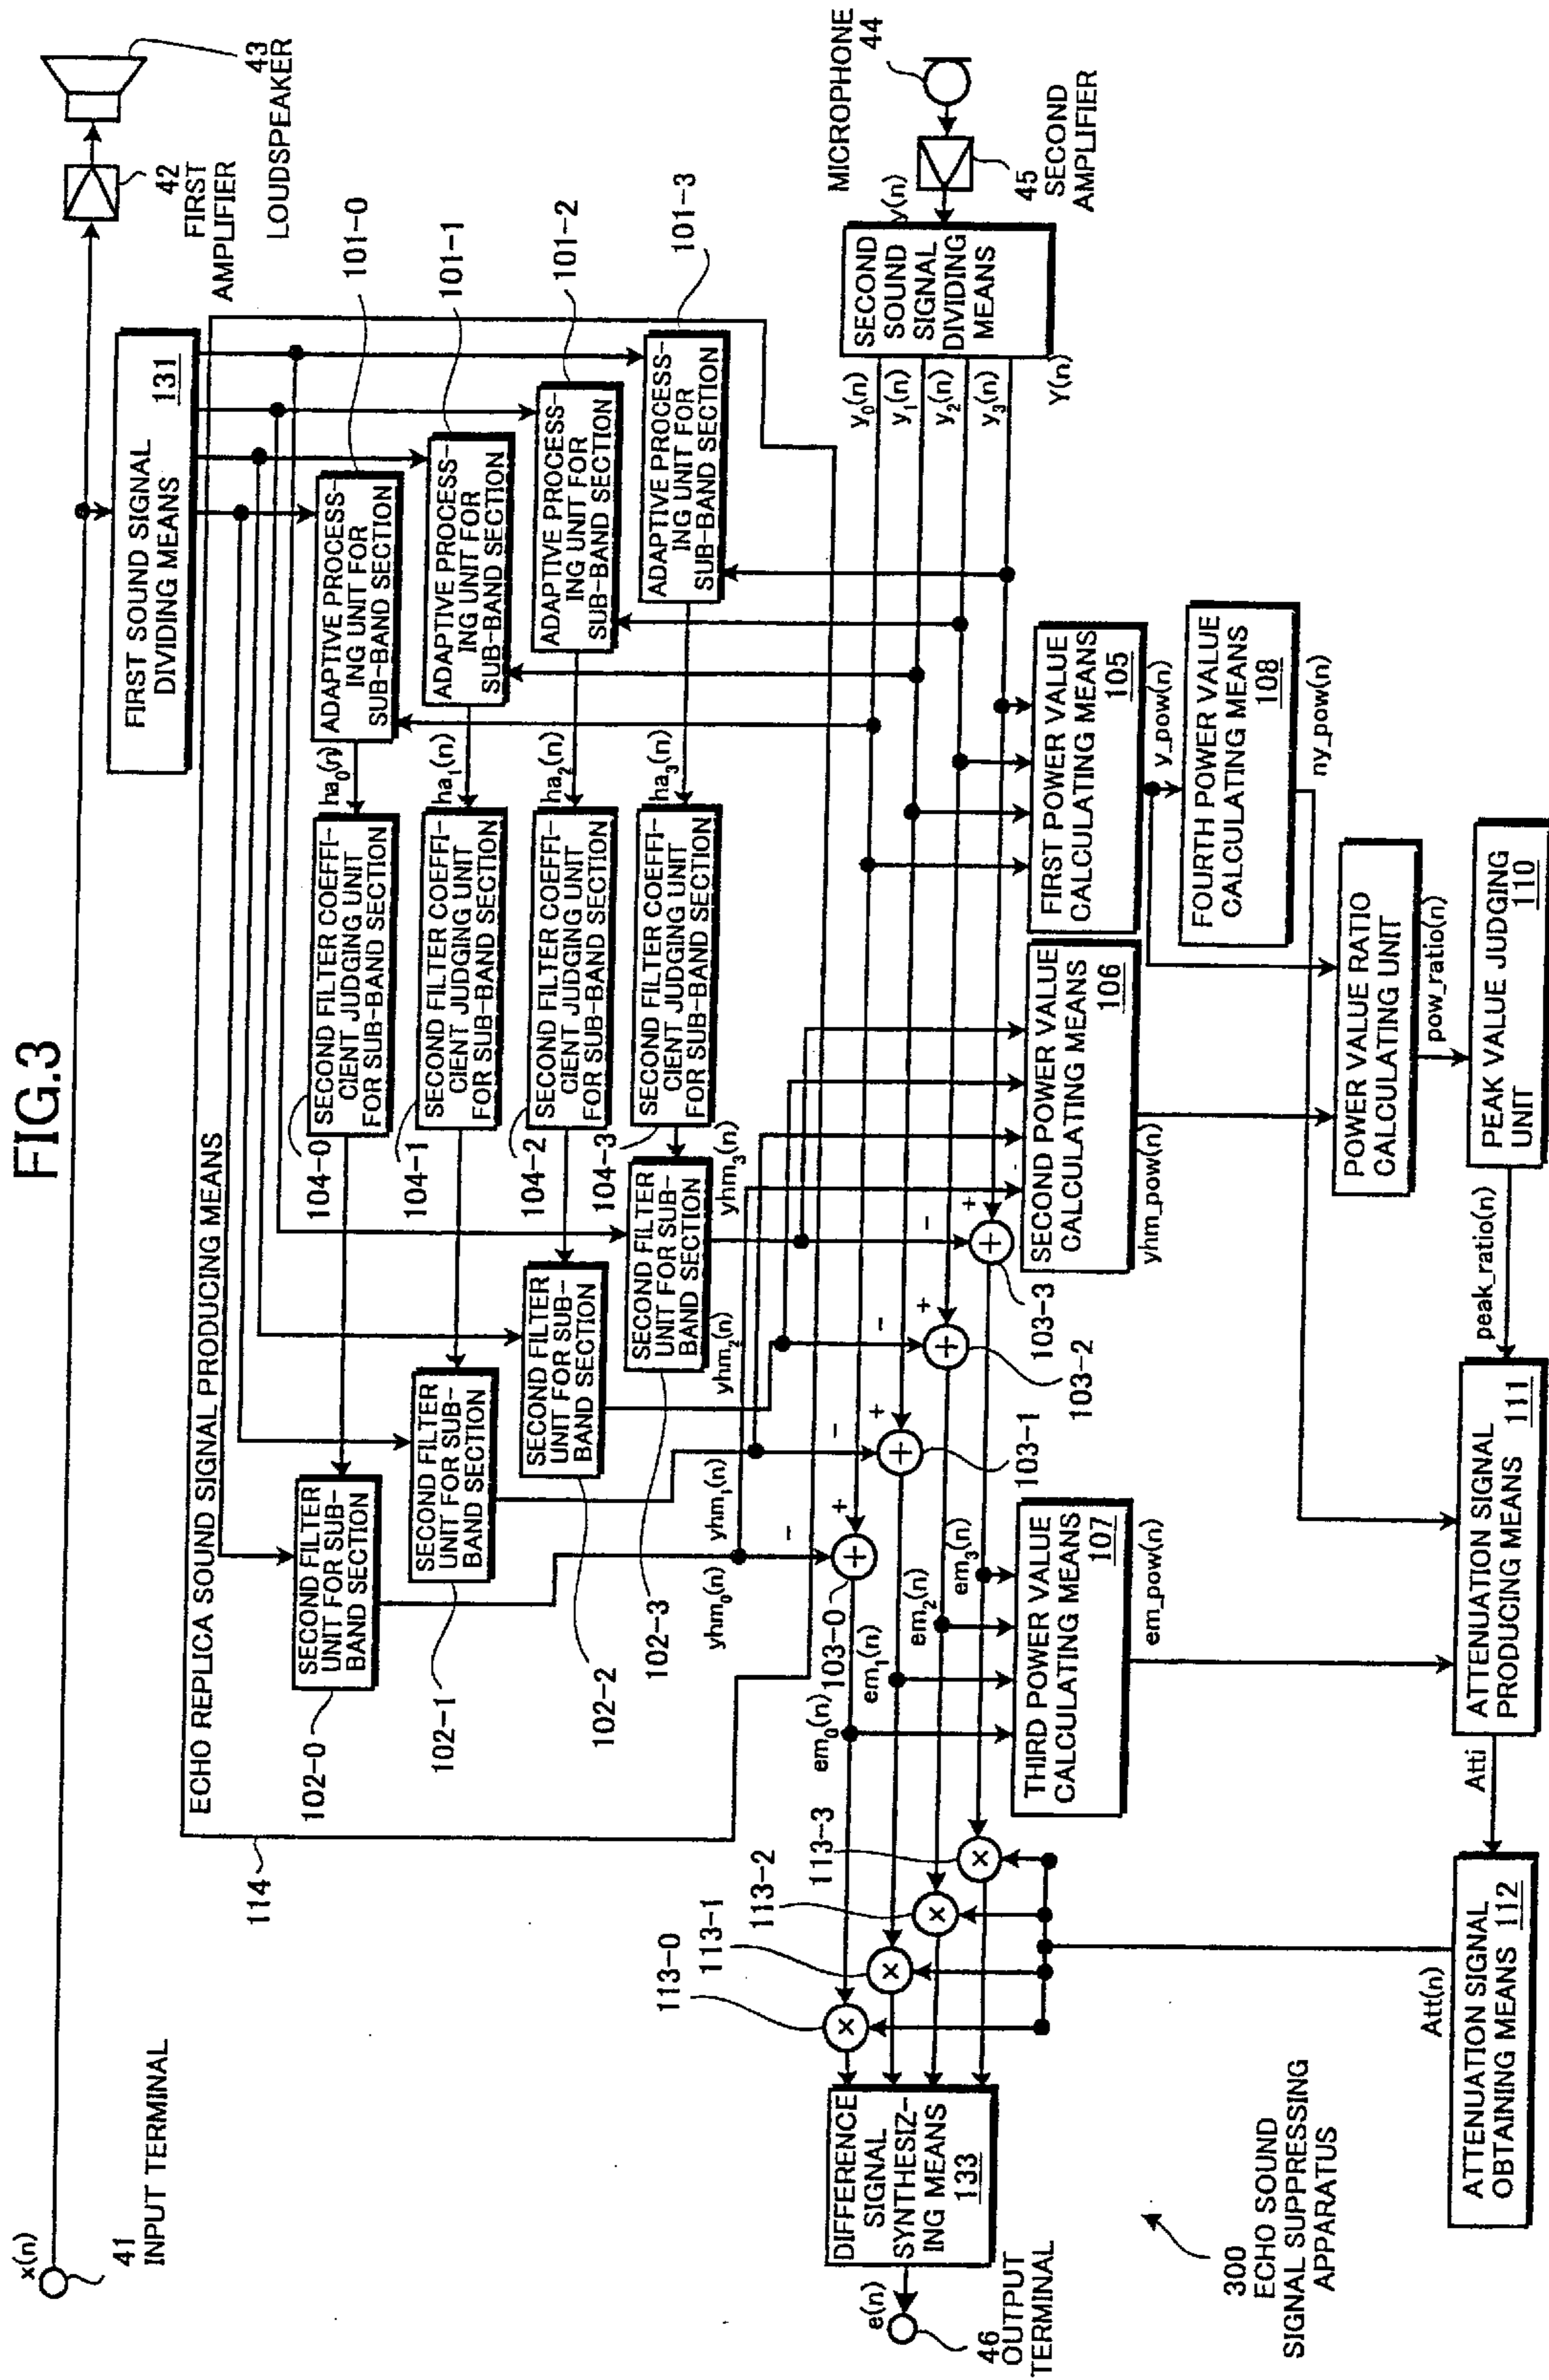 FIG.3
x(n)
41
INPUT TERMINAL
42
FIRST
AMPLIFIER
43
LOUDSPEAKER
FIRST SOUND SIGNAL
DIVIDING MEANS 131
114
ECHO REPLICA SOUND SIGNAL PRODUCING MEANS
101-0
101-1
101-2
101-3
ADAPTIVE PROCESS-
ING UNIT FOR
SUB-BAND SECTION
ADAPTIVE PROCESS-
ING UNIT FOR
SUB-BAND SECTION
ADAPTIVE PROCESS-
ING UNIT FOR
SUB-BAND SECTION
ADAPTIVE PROCESS-
ING UNIT FOR
SUB-BAND SECTION
ha₀(n)
ha₁(n)
ha₂(n)
ha₃(n)
104-0
SECOND FILTER COEFFI-
CIENT JUDGING UNIT
FOR SUB-BAND SECTION
104-1
SECOND FILTER COEFFI-
CIENT JUDGING UNIT
FOR SUB-BAND SECTION
104-2
SECOND FILTER COEFFI-
CIENT JUDGING UNIT
FOR SUB-BAND SECTION
104-3
SECOND FILTER COEFFI-
CIENT JUDGING UNIT
FOR SUB-BAND SECTION
102-0
SECOND FILTER
UNIT FOR SUB-
BAND SECTION
102-1
SECOND FILTER
UNIT FOR SUB-
BAND SECTION
102-2
SECOND FILTER
UNIT FOR SUB-
BAND SECTION
102-3
SECOND FILTER
UNIT FOR SUB-
BAND SECTION
yhm₀(n)
yhm₁(n)
yhm₂(n)
yhm₃(n)
MICROPHONE
44
45
SECOND
AMPLIFIER
y(n)
SECOND
SOUND
SIGNAL
DIVIDING
MEANS
y₀(n)
y₁(n)
y₂(n)
y₃(n)
Y(n)
− +
− +
− +
− +
103-0
103-1
103-2
103-3
em₀(n)
em₁(n)
em₂(n)
em₃(n)
FIRST POWER VALUE
CALCULATING MEANS
105
y_pow(n)
FOURTH POWER VALUE
CALCULATING MEANS
108
ny_pow(n)
SECOND POWER VALUE
CALCULATING MEANS
106
yhm_pow(n)
THIRD POWER VALUE
CALCULATING MEANS
107
em_pow(n)
POWER VALUE RATIO
CALCULATING UNIT
pow_ratio(n)
PEAK VALUE JUDGING
UNIT 110
peak_ratio(n)
ATTENUATION SIGNAL
PRODUCING MEANS 111
Atti
ATTENUATION SIGNAL
OBTAINING MEANS 112
Att(n)
113-0
113-1
113-2
113-3
DIFFERENCE
SIGNAL
SYNTHESIZ-
ING MEANS
133
e(n)
46
OUTPUT
TERMINAL
300
ECHO SOUND
SIGNAL SUPPRESSING
APPARATUS